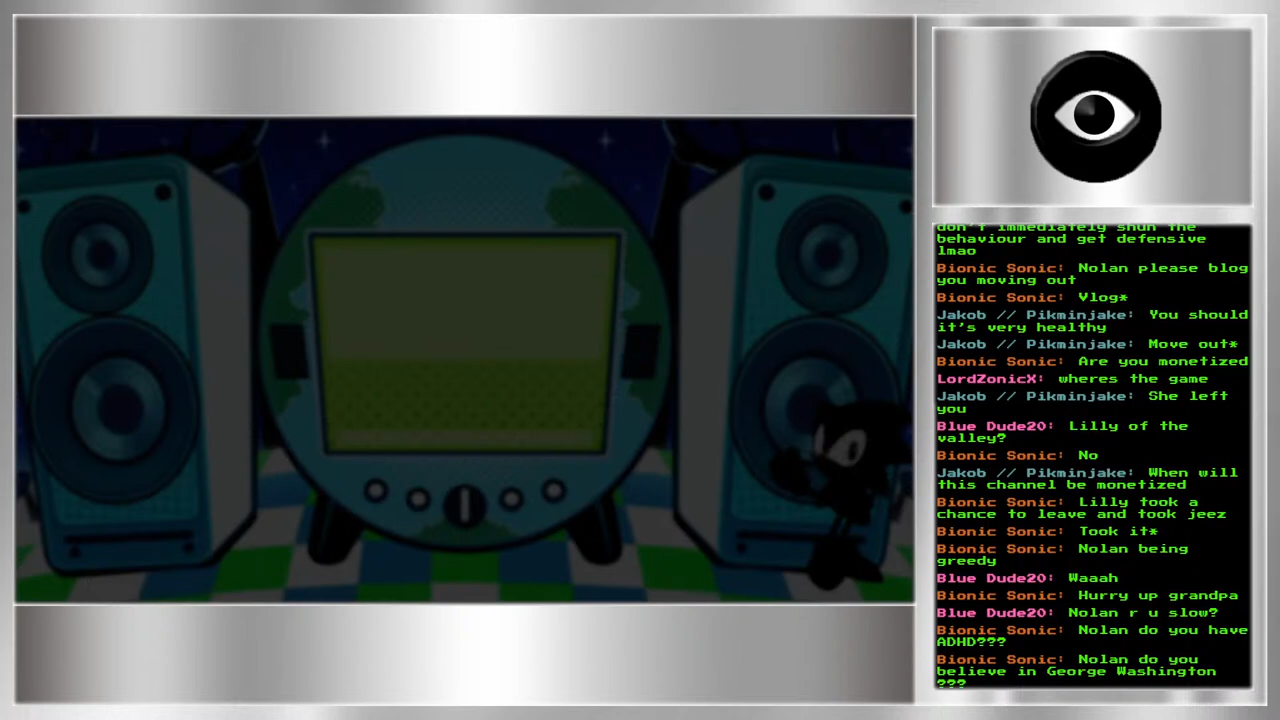 don't immediately shun the
behaviour and get defensive
lmao
Bionic Sonic: Nolan please blog
you moving out
Bionic Sonic: Vlog*
Jakob // Pikminjake: You should
it's very healthy
Jakob // Pikminjake: Move out*
Bionic Sonic: Are you monetized
LordZonicX: wheres the game
Jakob // Pikminjake: She left
you
Blue Dude20: Lilly of the
valley?
Bionic Sonic: No
Jakob // Pikminjake: When will
this channel be monetized
Bionic Sonic: Lilly took a
chance to leave and took jeez
Bionic Sonic: Took it*
Bionic Sonic: Nolan being
greedy
Blue Dude20: Waaah
Bionic Sonic: Hurry up grandpa
Blue Dude20: Nolan r u slow?
Bionic Sonic: Nolan do you have
ADHD???
Bionic Sonic: Nolan do you
believe in George Washington
???